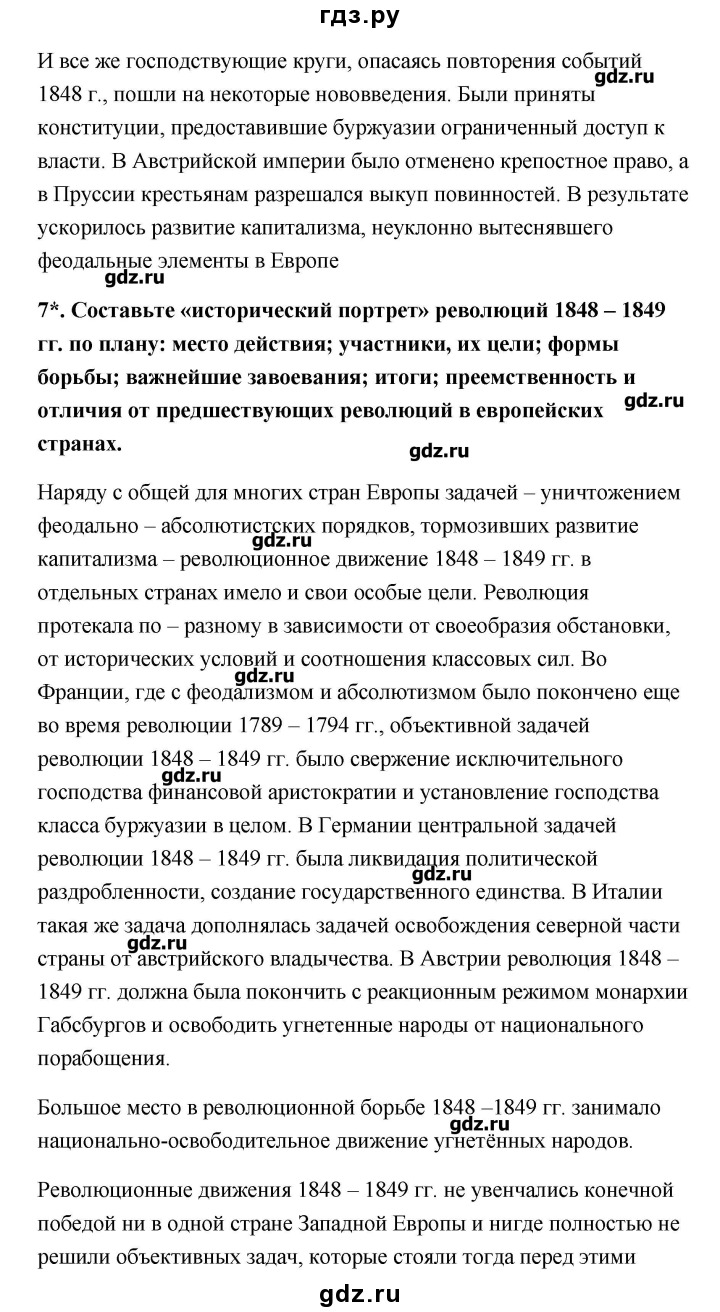 гдз.ру
И все же господствующие круги, опасаясь повторения событий
gdz.ru
1848 г., пошли на некоторые нововведения. Были приняты
конституции, предоставившие буржуазии ограниченный доступ к
власти. В Австрийской империи было отменено крепостное право, а
в Пруссии крестьянам разрешался выкуп повинностей. В результате
ускорилось развитие капитализма, неуклонно вытеснявшего
феодальные элементы в Европе
gdz.ru
7*. Составьте «исторический портрет» революций 1848 – 1849
гг. по плану: место действия; участники, их цели; формы
борьбы; важнейшие завоевания; итоги; преемственность и
отличия от предшествующих революций в европейских
gdz.ru
странах.
gdz.ru
Наряду с общей для многих стран Европы задачей – уничтожением
феодально – абсолютистских порядков, тормозивших развитие
gdz.ru
капитализма – революционное движение 1848 – 1849 гг. в
отдельных странах имело и свои особые цели. Революция
протекала по – разному в зависимости от своеобразия обстановки,
от исторических условий и соотношения классовых сил. Во
gdz.ru
Франции, где с феодализмом и абсолютизмом было покончено еще
во время революции 1789 – 1794 гг., объективной задачей
революции 1848 – 1849 гг. было свержение исключительного
gdz.ru
господства финансовой аристократии и установление господства
класса буржуазии в целом. В Германии центральной задачей
революции 1848 – 1849 гг. была ликвидация политической
gdz.ru
раздробленности, создание государственного единства. В Италии
такая же задача дополнялась задачей освобождения северной части
gdz.ru
страны от австрийского владычества. В Австрии революция 1848 –
1849 гг. должна была покончить с реакционным режимом монархии
Габсбургов и освободить угнетенные народы от национального
порабощения.
Большое место в революционной борьбе 1848 –1849 гг. занимало
gdz.ru
национально-освободительное движение угнетённых народов.
Революционные движения 1848 – 1849 гг. не увенчались конечной
победой ни в одной стране Западной Европы и нигде полностью не
решили объективных задач, которые стояли тогда перед этими
gdz.ru